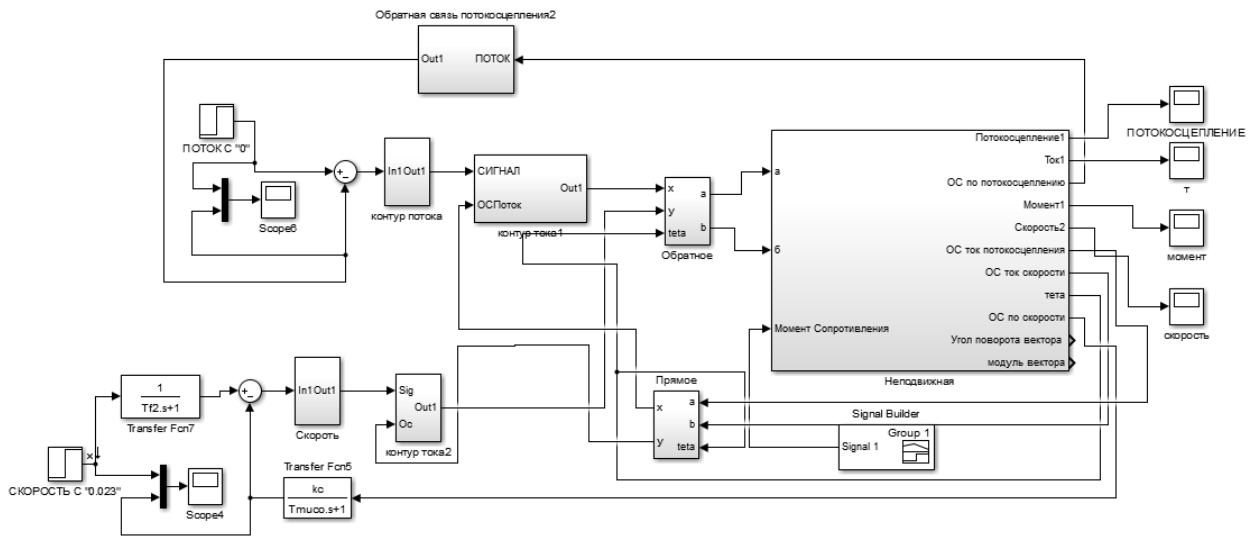 Обратная связь потокосцепления2
Out1
ПОТОК
ПОТОК С "0"
+
-
Scope6
In1
Out1
контур потока
СИГНАЛ
ОСПоток
Out1
контур тока1
x
y
teta
a
b
Обратное
а
б
Момент Сопротивления
Потокосцепление1
Ток1
ОС по потокосцеплению
Момент1
Скорость2
ОС ток потокосцепления
ОС ток скорости
тета
ОС по скорости
Угол поворота вектора
модуль вектора
Неподвижная
ПОТОКОСЦЕПЛЕНИЕ
т
момент
скорость
1
Tf2.s+1
Transfer Fcn7
+
-
In1
Out1
Скороть
Sig
Oc
Out1
контур тока2
Прямое
x
y
a
b
teta
Signal Builder
Group 1
Signal 1
СКОРОСТЬ С "0.023"
Scope4
Transfer Fcn5
kc
Tmuco.s+1